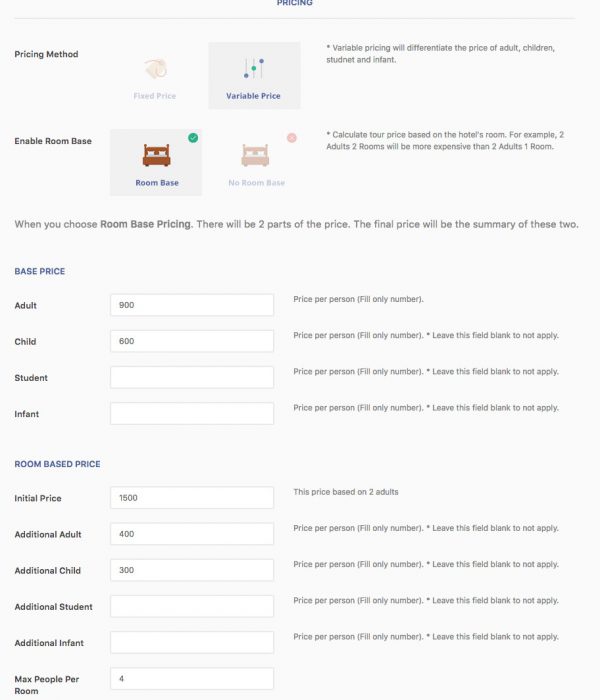 PRICING
Pricing Method
Fixed Price
Variable Price
* Variable pricing will differentiate the price of adult, children,
studnet and infant.
Enable Room Base
Room Base
No Room Base
* Calculate tour price based on the hotel's room. For example, 2
Adults 2 Rooms will be more expensive than 2 Adults 1 Room.
When you choose Room Base Pricing. There will be 2 parts of the price. The final price will be the summary of these two.
BASE PRICE
Adult
900
Price per person (Fill only number).
Child
600
Price per person (Fill only number). * Leave this field blank to not apply.
Student
Price per person (Fill only number). * Leave this field blank to not apply.
Infant
Price per person (Fill only number). * Leave this field blank to not apply.
ROOM BASED PRICE
Initial Price
1500
This price based on 2 adults
Additional Adult
400
Price per person (Fill only number). * Leave this field blank to not apply.
Additional Child
300
Price per person (Fill only number). * Leave this field blank to not apply.
Additional Student
Price per person (Fill only number). * Leave this field blank to not apply.
Additional Infant
Price per person (Fill only number). * Leave this field blank to not apply.
Max People Per
Room
4